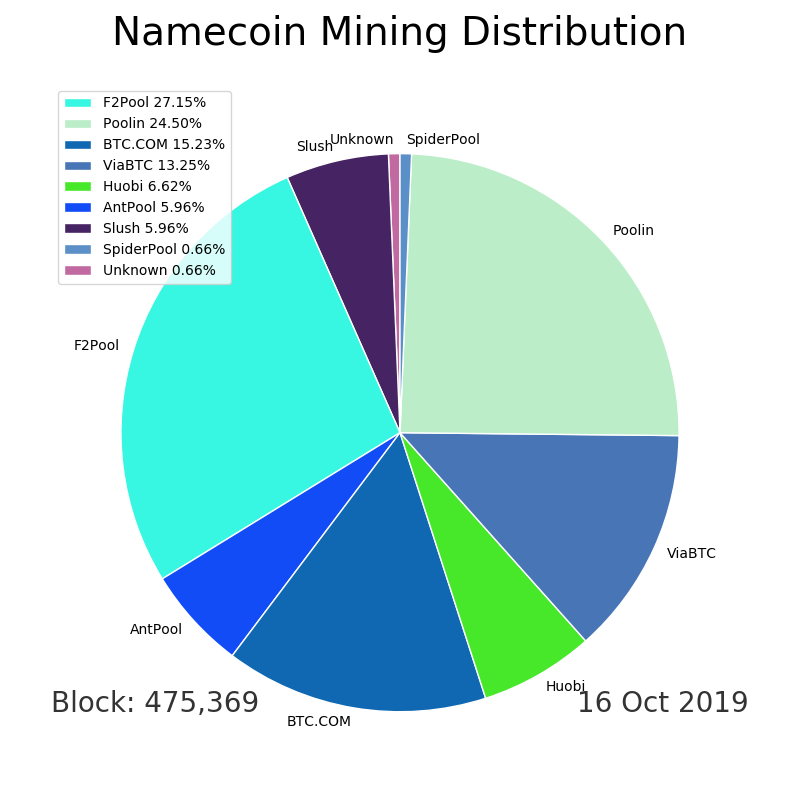 Namecoin Mining Distribution
F2Pool 27.15%
Poolin 24.50%
BTC.COM 15.23%
ViaBTC 13.25%
Huobi 6.62%
AntPool 5.96%
Slush 5.96%
SpiderPool 0.66%
Unknown 0.66%
Slush
Unknown
SpiderPool
Poolin
F2Pool
ViaBTC
AntPool
Huobi
BTC.COM
Block: 475,369
16 Oct 2019